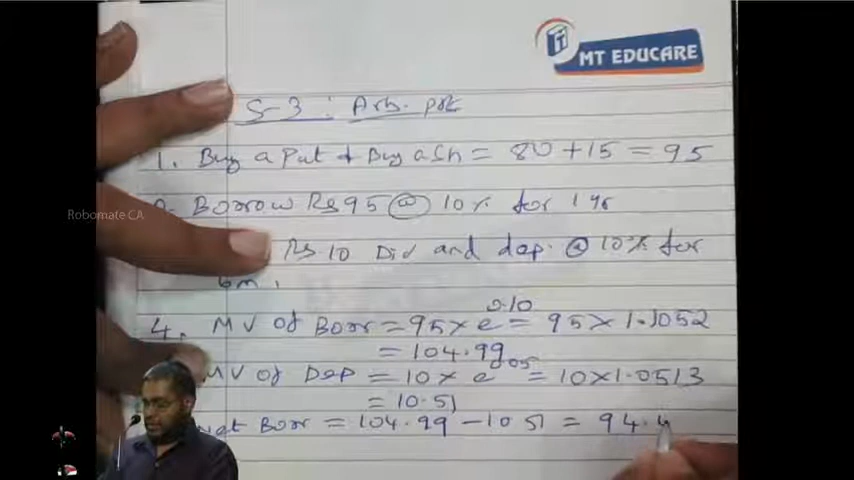 MT EDUCARE
S-3 : Arb. prt
1. Buy a Put + Buy a Sh = 80 + 15 = 95
Robomate CA
2. Borrow Rs 95 @ 10% for 1 yr
Rs 10 Div and dep. @ 10% for
6m.
4. MV of Borr = 95 × e^0.10 = 95 × 1.1052
= 104.99
MV of Dep = 10 × e^0.05 = 10 × 1.0513
= 10.51
Net Borr = 104.99 - 10.51 = 94.4